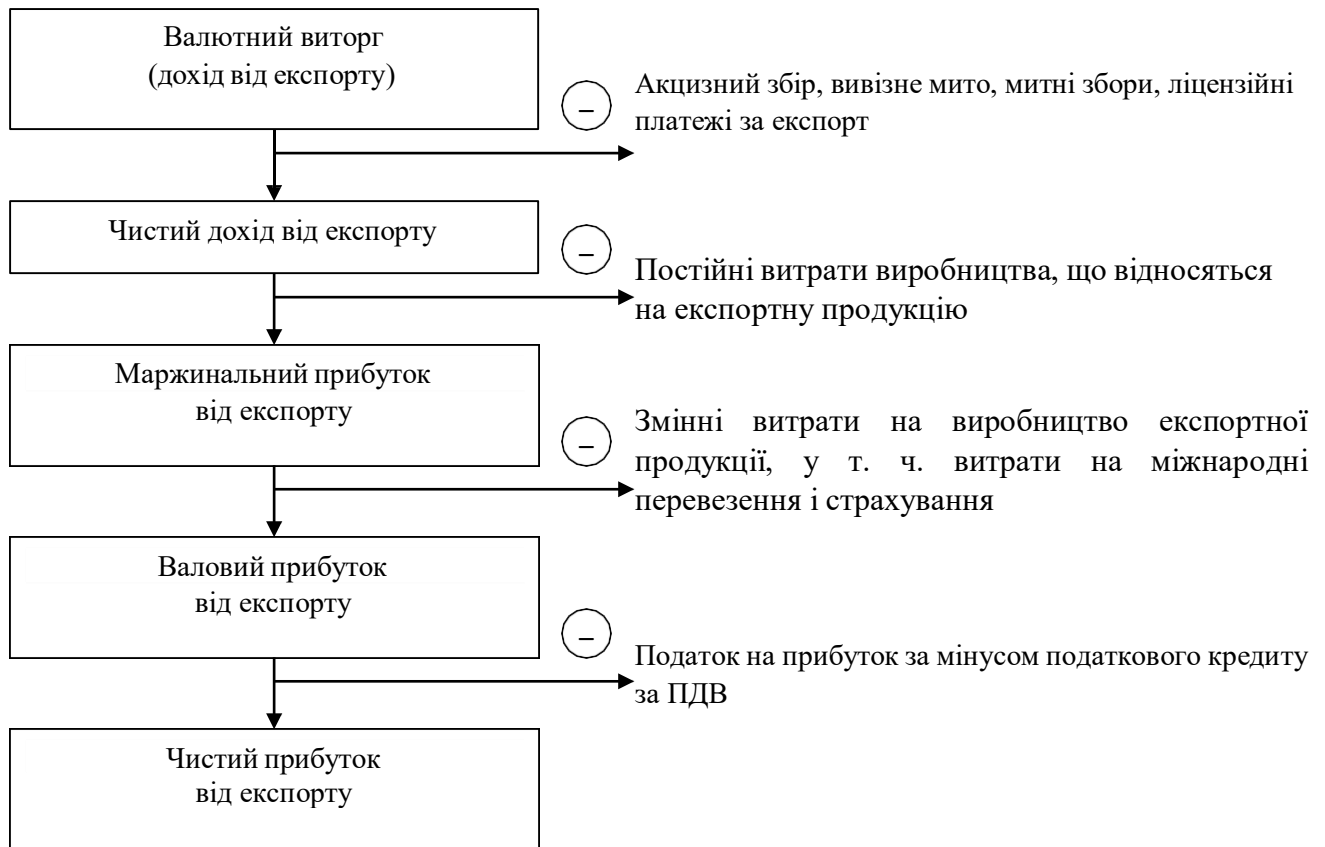 Валютний виторг
(дохід від експорту)
–
Акцизний збір, вивізне мито, митні збори, ліцензійні
платежі за експорт
Чистий дохід від експорту
–
Постійні витрати виробництва, що відносяться
на експортну продукцію
Маржинальний прибуток
від експорту
–
Змінні витрати на виробництво експортної
продукції, у т. ч. витрати на міжнародні
перевезення і страхування
Валовий прибуток
від експорту
–
Податок на прибуток за мінусом податкового кредиту
за ПДВ
Чистий прибуток
від експорту